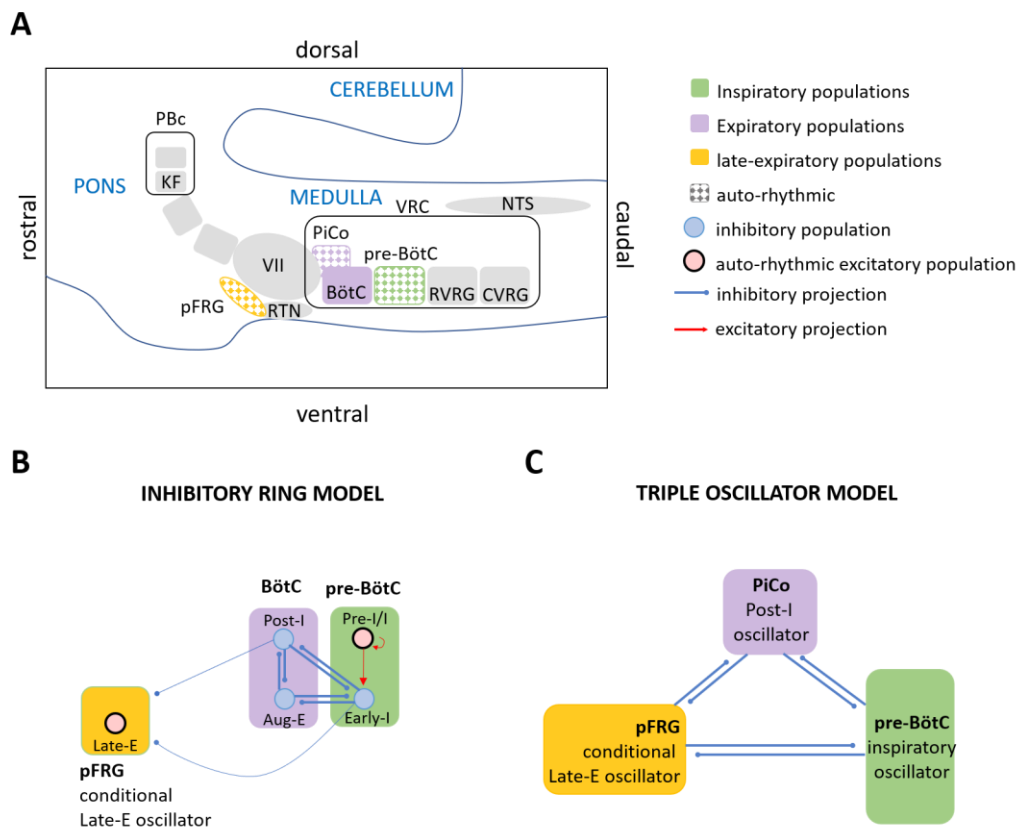 A
dorsal
CEREBELLUM
PBc
KF
PONS
MEDULLA
VRC
NTS
PiCo
pre-BötC
VII
BötC
RVRG
CVRG
pFRG
RTN
rostral
caudal
ventral
Inspiratory populations
Expiratory populations
late-expiratory populations
auto-rhythmic
inhibitory population
auto-rhythmic excitatory population
inhibitory projection
excitatory projection
B
INHIBITORY RING MODEL
BötC
pre-BötC
Post-I
Pre-I/I
Aug-E
Early-I
Late-E
pFRG
conditional
Late-E oscillator
C
TRIPLE OSCILLATOR MODEL
PiCo
Post-I
oscillator
pFRG
conditional
Late-E oscillator
pre-BötC
inspiratory
oscillator